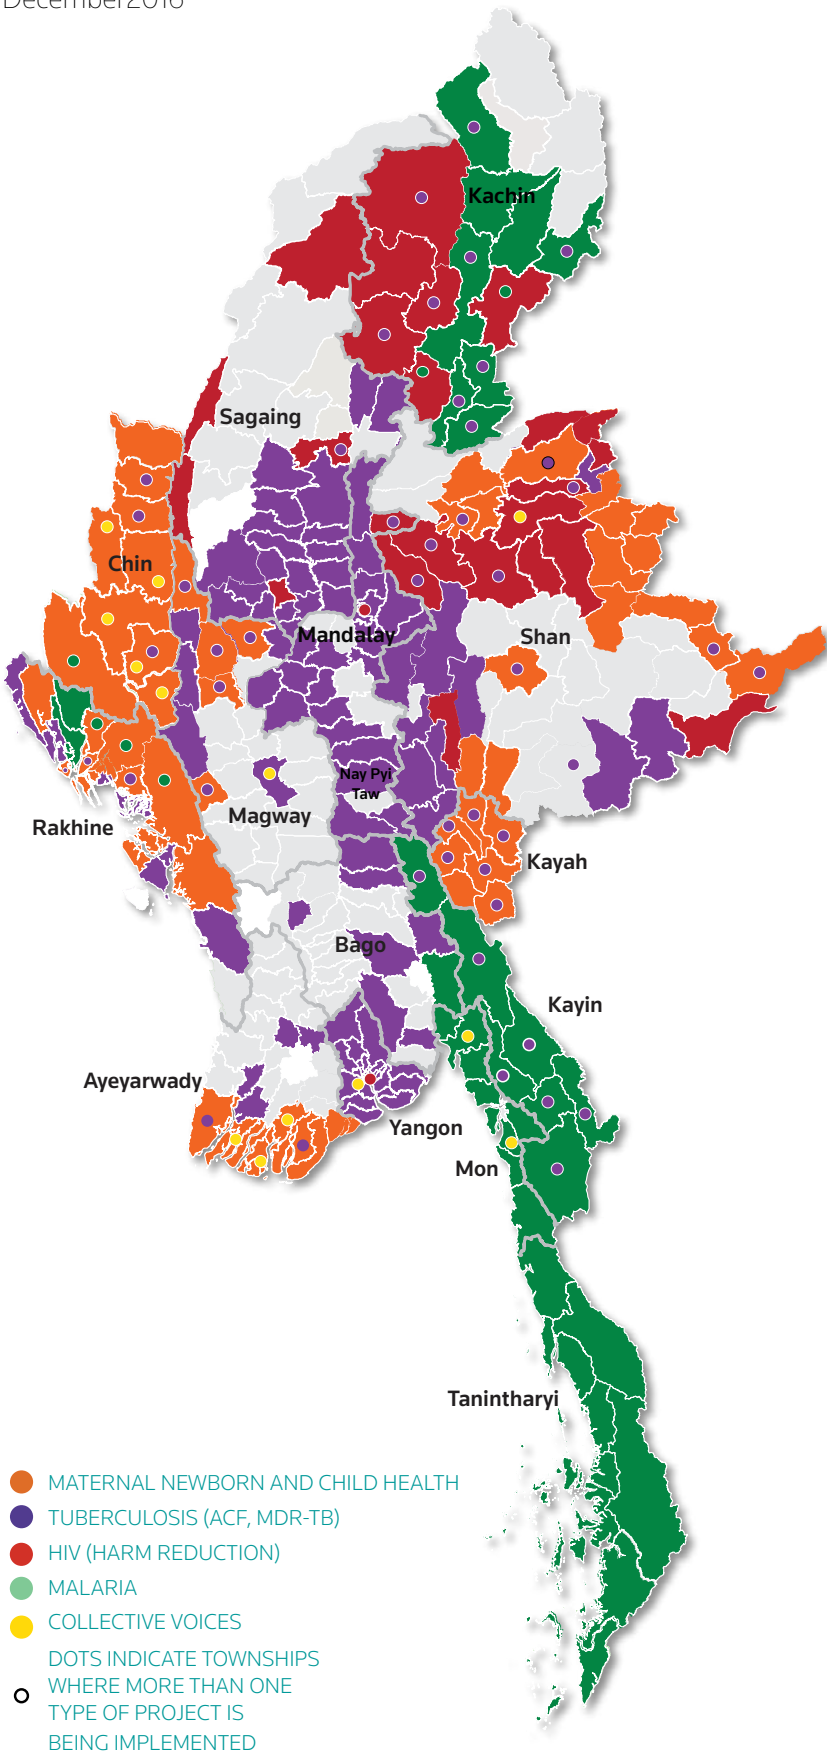 December2016
Kachin
Sagaing
Chin
Mandalay
Shan
Nay Pyi
Taw
Magway
Rakhine
Kayah
Bago
Kayin
Ayeyarwady
Yangon
Mon
Tanintharyi
MATERNAL NEWBORN AND CHILD HEALTH
TUBERCULOSIS (ACF, MDR-TB)
HIV (HARM REDUCTION)
MALARIA
COLLECTIVE VOICES
DOTS INDICATE TOWNSHIPS
WHERE MORE THAN ONE
TYPE OF PROJECT IS
BEING IMPLEMENTED